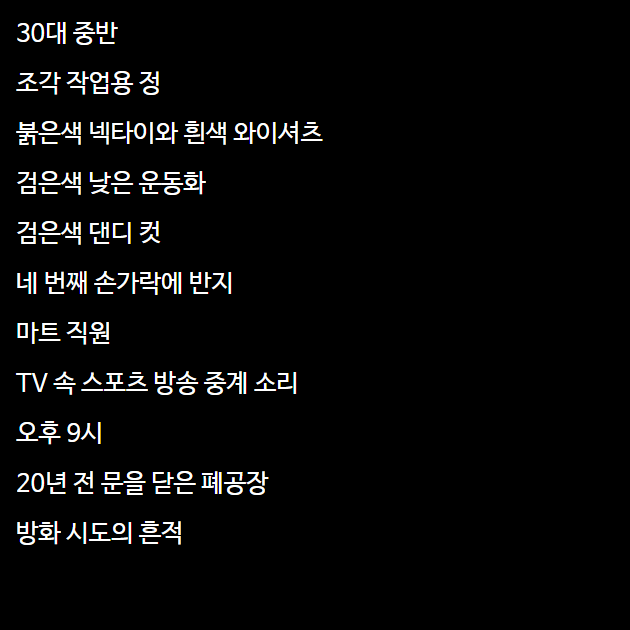 30대 중반
조각 작업용 정
붉은색 넥타이와 흰색 와이셔츠
검은색 낮은 운동화
검은색 댄디 컷
네 번째 손가락에 반지
마트 직원
TV 속 스포츠 방송 중계 소리
오후 9시
20년 전 문을 닫은 폐공장
방화 시도의 흔적